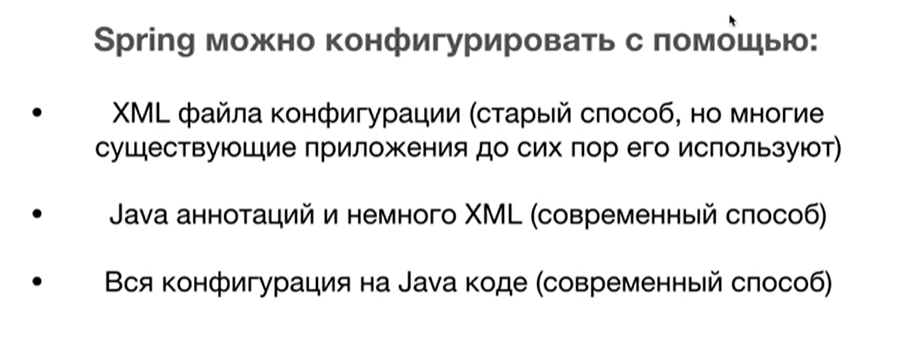 Spring можно конфигурировать с помощью:
• XML файла конфигурации (старый способ, но многие
существующие приложения до сих пор его используют)
• Java аннотаций и немного XML (современный способ)
• Вся конфигурация на Java коде (современный способ)